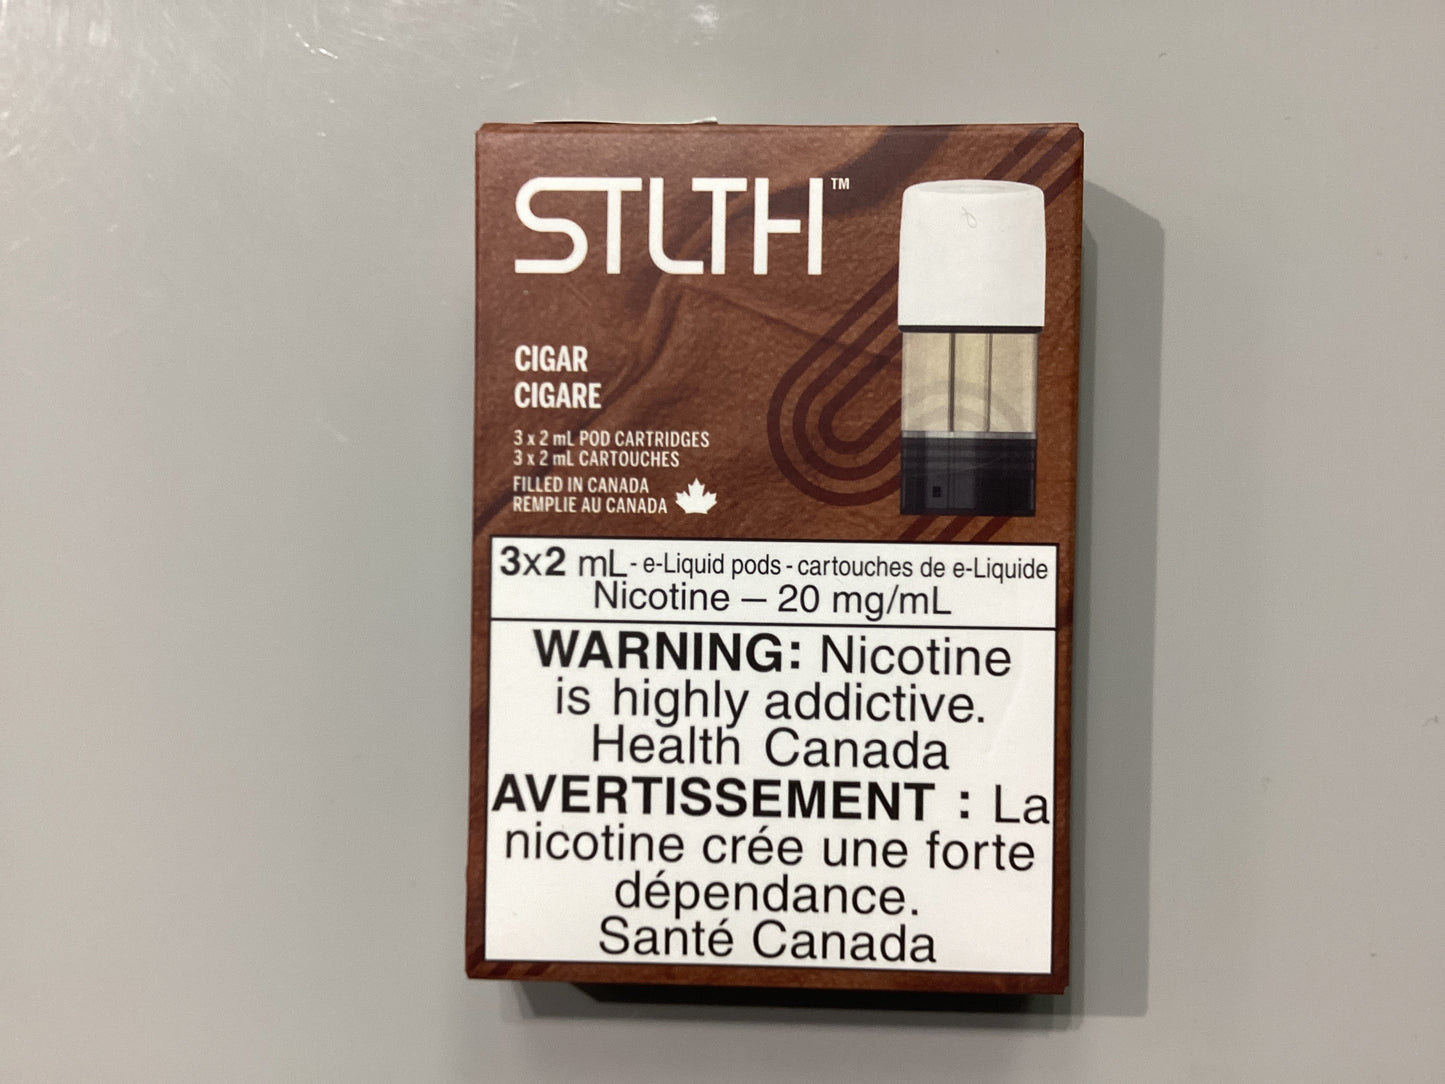 STLTH™
CIGAR
CIGARE
3 x 2 mL POD CARTRIDGES
3 x 2 mL CARTOUCHES
FILLED IN CANADA
REMPLIE AU CANADA
3x2 mL - e-Liquid pods - cartouches de e-Liquide
Nicotine — 20 mg/mL
WARNING: Nicotine
is highly addictive.
Health Canada
AVERTISSEMENT : La
nicotine crée une forte
dépendance.
Santé Canada